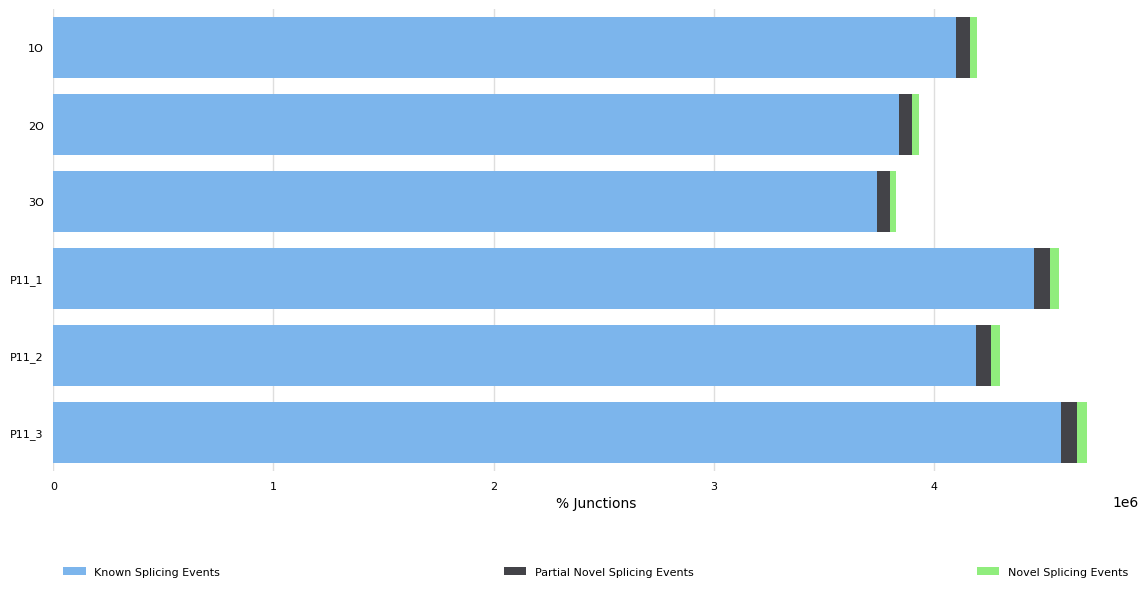 1O
2O
3O
P11_1
P11_2
P11_3
0 1 2 3 4
% Junctions
1e6
Known Splicing Events Partial Novel Splicing Events Novel Splicing Events